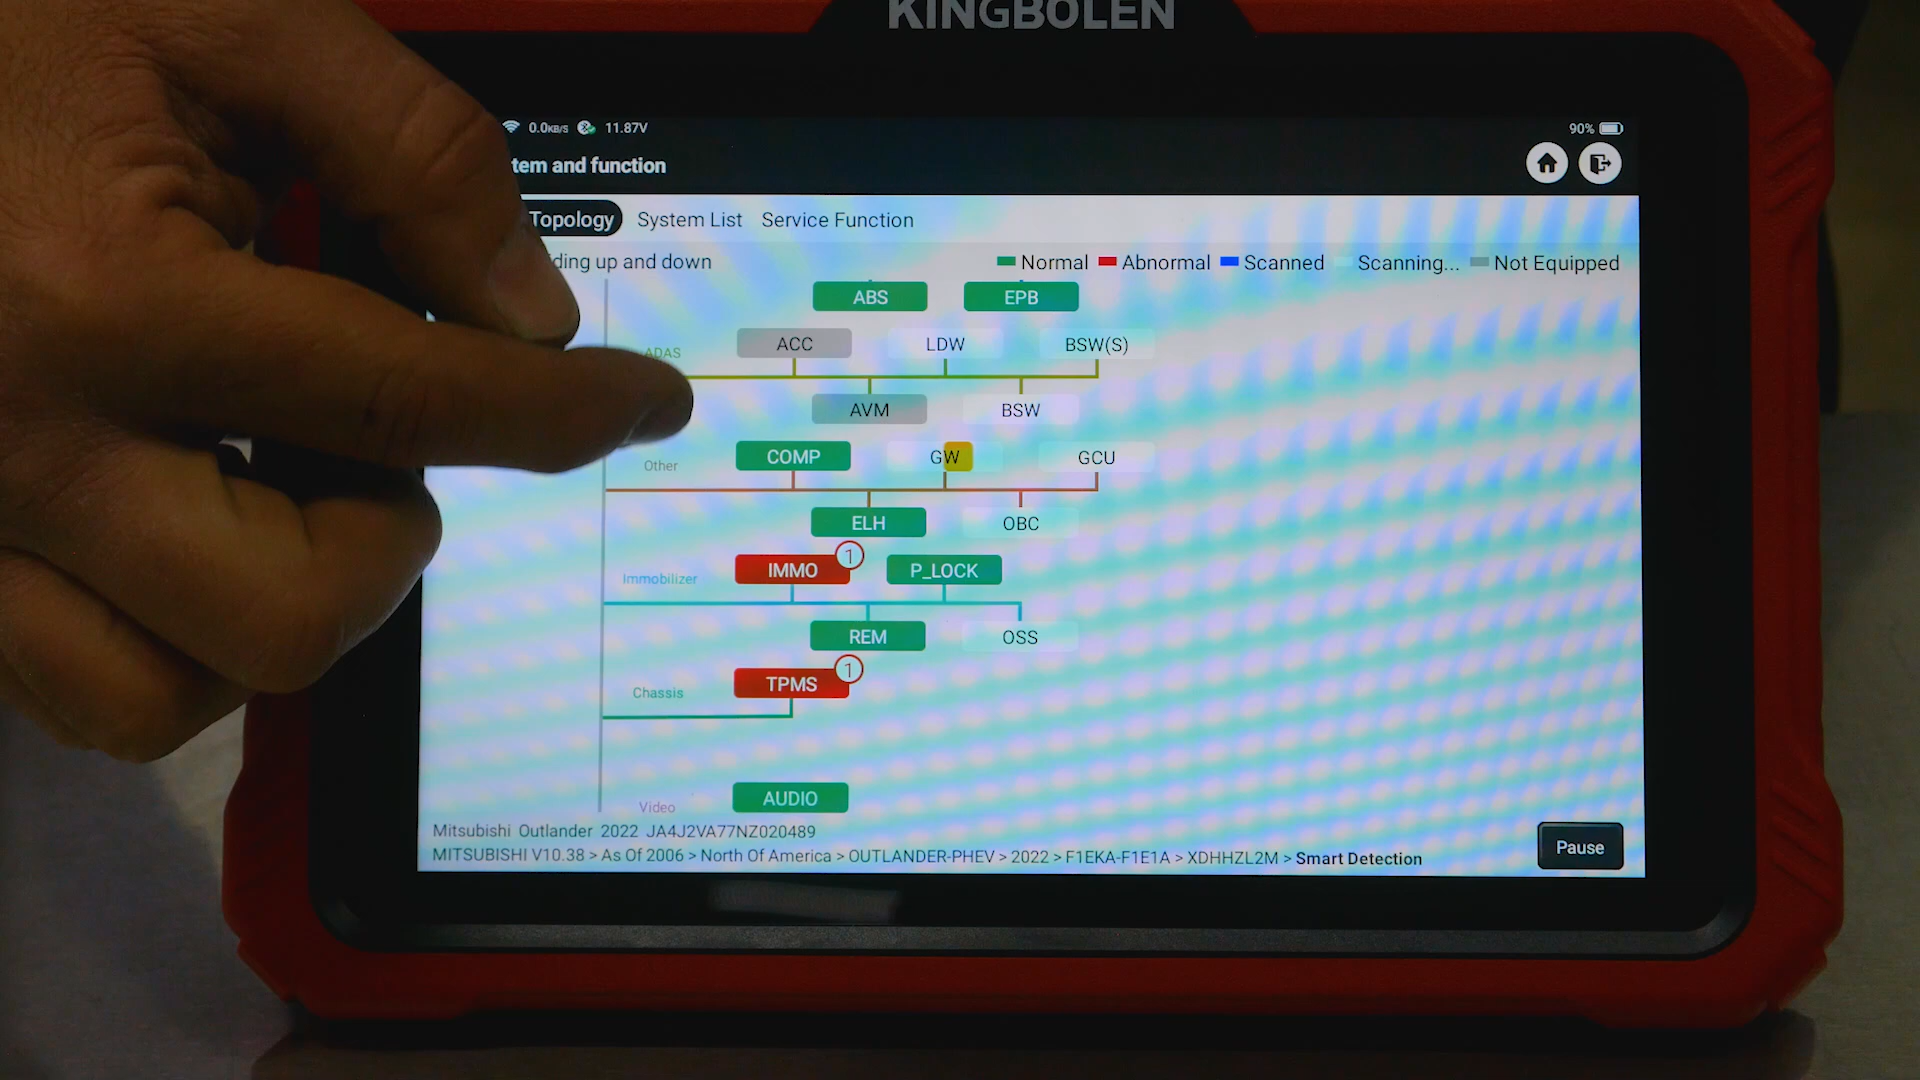 KINGBOLEN
0.0KB/S 11.87V 90%
tem and function
Topology System List Service Function
ding up and down Normal Abnormal Scanned Scanning... Not Equipped
ABS EPB
ADAS ACC LDW BSW(S)
AVM BSW
Other COMP GW GCU
ELH OBC
Immobilizer IMMO 1 P_LOCK
REM OSS
Chassis TPMS 1
Video AUDIO
Mitsubishi Outlander 2022 JA4J2VA77NZ020489
MITSUBISHI V10.38 > As Of 2006 > North Of America > OUTLANDER-PHEV > 2022 > F1EKA-F1E1A > XDHHZL2M > Smart Detection
Pause